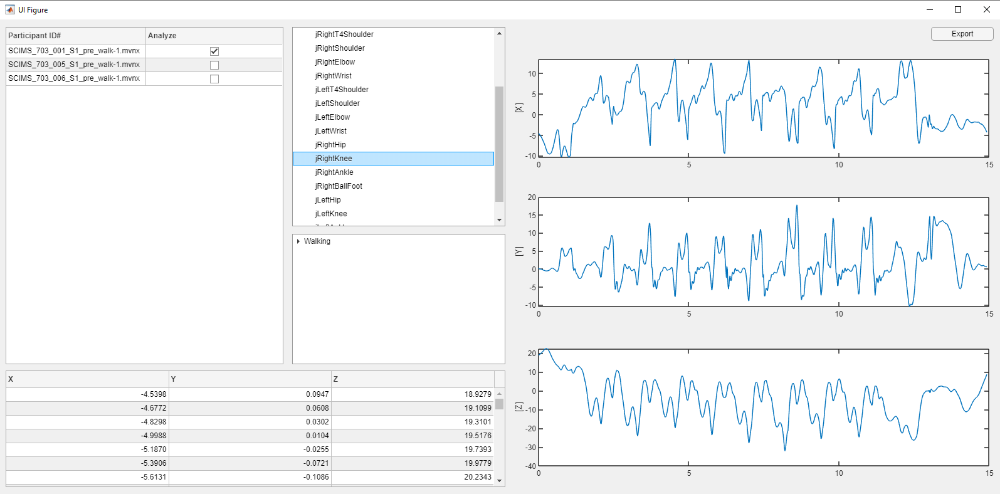 UI Figure
Participant ID# Analyze
SCIMS_703_001_S1_pre_walk-1.mvnx
SCIMS_703_005_S1_pre_walk-1.mvnx
SCIMS_703_006_S1_pre_walk-1.mvnx
jRightT4Shoulder
jRightShoulder
jRightElbow
jRightWrist
jLeftT4Shoulder
jLeftShoulder
jLeftElbow
jLeftWrist
jRightHip
jRightKnee
jRightAnkle
jRightBallFoot
jLeftHip
jLeftKnee
Walking
X Y Z
-4.5398 0.0947 18.9279
-4.6772 0.0608 19.1099
-4.8298 0.0302 19.3101
-4.9988 0.0104 19.5176
-5.1870 -0.0255 19.7393
-5.3906 -0.0721 19.9779
-5.6131 -0.1086 20.2343
Export
[X]
10
5
0
-5
-10
0 5 10 15
[Y]
20
15
10
5
0
-5
-10
0 5 10 15
[Z]
20
10
0
-10
-20
-30
-40
0 5 10 15